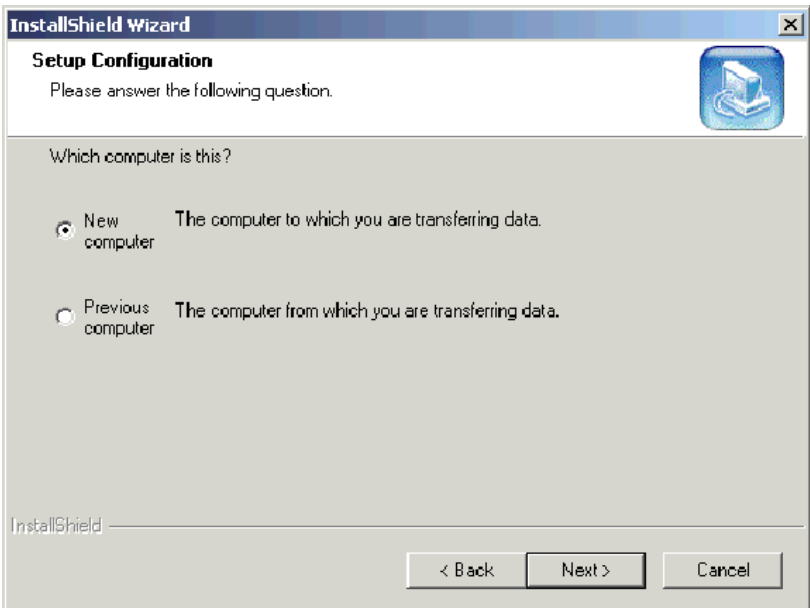 InstallShield Wizard
Setup Configuration
Please answer the following question.
Which computer is this?
New computer
The computer to which you are transferring data.
Previous computer
The computer from which you are transferring data.
InstallShield
< Back
Next >
Cancel